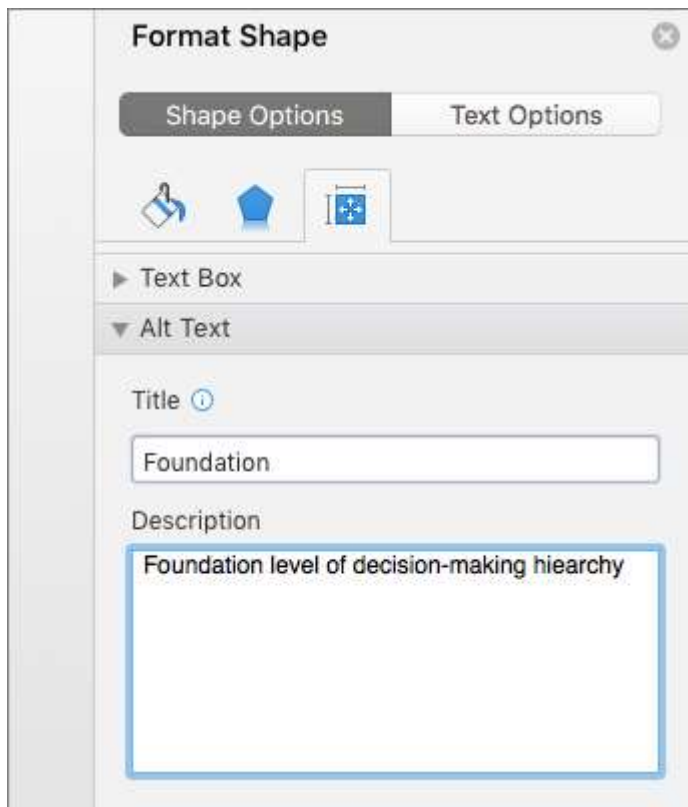 Format Shape
Shape Options Text Options
Text Box
Alt Text
Title
Foundation
Description
Foundation level of decision-making hiearchy